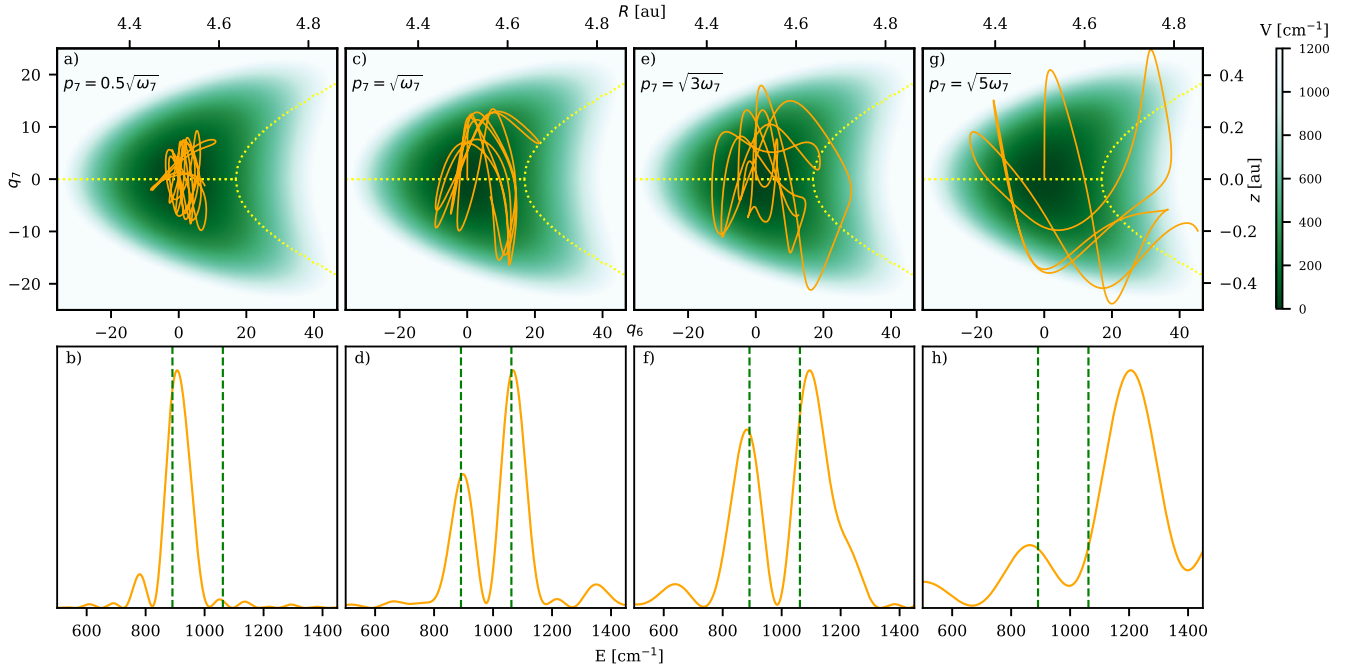 R [au]
4.4 4.6 4.8 4.4 4.6 4.8 4.4 4.6 4.8 4.4 4.6 4.8
V [cm⁻¹]
a) c) e) g)
p₇ = 0.5√ω₇ p₇ = √ω₇ p₇ = √3ω₇ p₇ = √5ω₇
q₇
20
10
0
−10
−20
0.4
0.2
0.0
−0.2
−0.4
z [au]
1200
1000
800
600
400
200
0
−20 0 20 40 −20 0 20 40 −20 0 20 40 −20 0 20 40
q₆
b) d) f) h)
600 800 1000 1200 1400 600 800 1000 1200 1400 600 800 1000 1200 1400 600 800 1000 1200 1400
E [cm⁻¹]